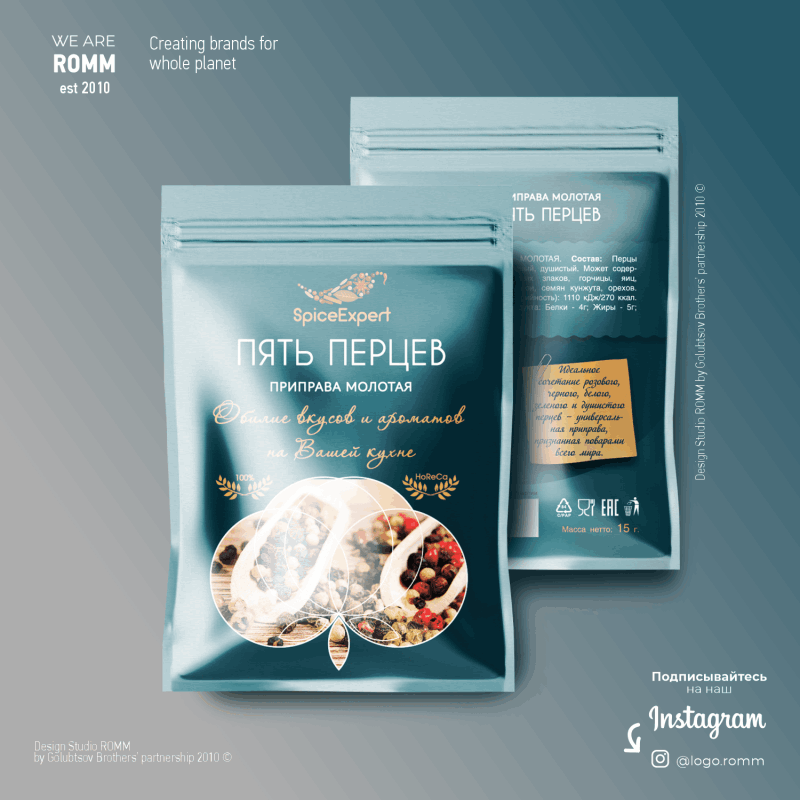 WE ARE
ROMM
est 2010
Creating brands for
whole planet
SpiceExpert
ПЯТЬ ПЕРЦЕВ
ПРИПРАВА МОЛОТАЯ
Обилие вкусов и ароматов
на Вашей кухне
100%
HoReCa
МОЛОТАЯ
ПЕРЦЕВ
МОЛОТАЯ. Состав: Перцы
душистый. Может содер-
злаков, горчицы, яиц,
семян кунжута, орехов.
1110 кДж/270 ккал.
Белки - 4г; Жиры - 5г;
Идеальное
сочетание розового,
черного, белого,
зеленого и душистого
перцев – универсаль-
ная приправа,
признанная поварами
всего мира.
EAC
Масса нетто: 15 г.
Design Studio ROMM by Golubtsov Brothers' partnership 2010 ©
Подписывайтесь
на наш
Instagram
@logo.romm
Design Studio ROMM
by Golubtsov Brothers' partnership 2010 ©